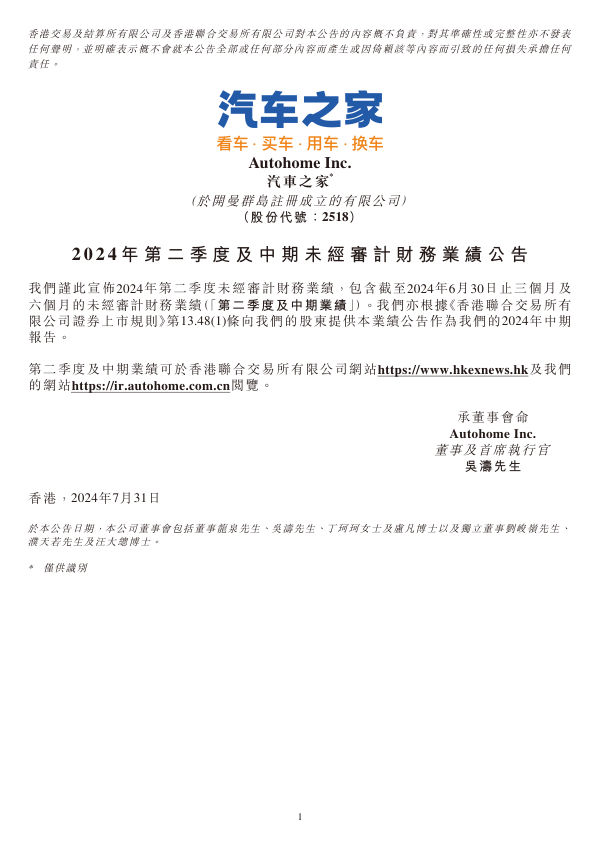 香港交易及結算所有限公司及香港聯合交易所有限公司對本公告的內容概不負責，對其準確性或完整性亦不發表
任何聲明，並明確表示概不會就本公告全部或任何部分內容而產生或因倚賴該等內容而引致的任何損失承擔任何
責任。
汽车之家
看车·买车·用车·换车
Autohome Inc.
汽車之家*
（於開曼群島註冊成立的有限公司）
（股份代號：2518）
2024年第二季度及中期未經審計財務業績公告
我們謹此宣佈2024年第二季度未經審計財務業績，包含截至2024年6月30日止三個月及
六個月的未經審計財務業績（「第二季度及中期業績」）。我們亦根據《香港聯合交易所有
限公司證券上市規則》第13.48(1)條向我們的股東提供本業績公告作為我們的2024年中期
報告。
第二季度及中期業績可於香港聯合交易所有限公司網站https://www.hkexnews.hk及我們
的網站https://ir.autohome.com.cn閱覽。
承董事會命
Autohome Inc.
董事及首席執行官
吳濤先生
香港，2024年7月31日
於本公告日期，本公司董事會包括董事龍泉先生、吳濤先生、丁珂珂女士及盧凡博士以及獨立董事劉峻嶺先生、
濮天若先生及汪大總博士。
* 僅供識別
1